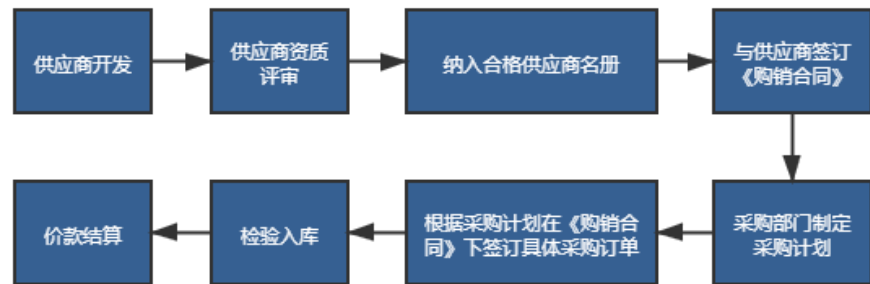 供应商开发
供应商资质
评审
纳入合格供应商名册
与供应商签订
《购销合同》
采购部门制定
采购计划
根据采购计划在《购销合
同》下签订具体采购订单
检验入库
价款结算